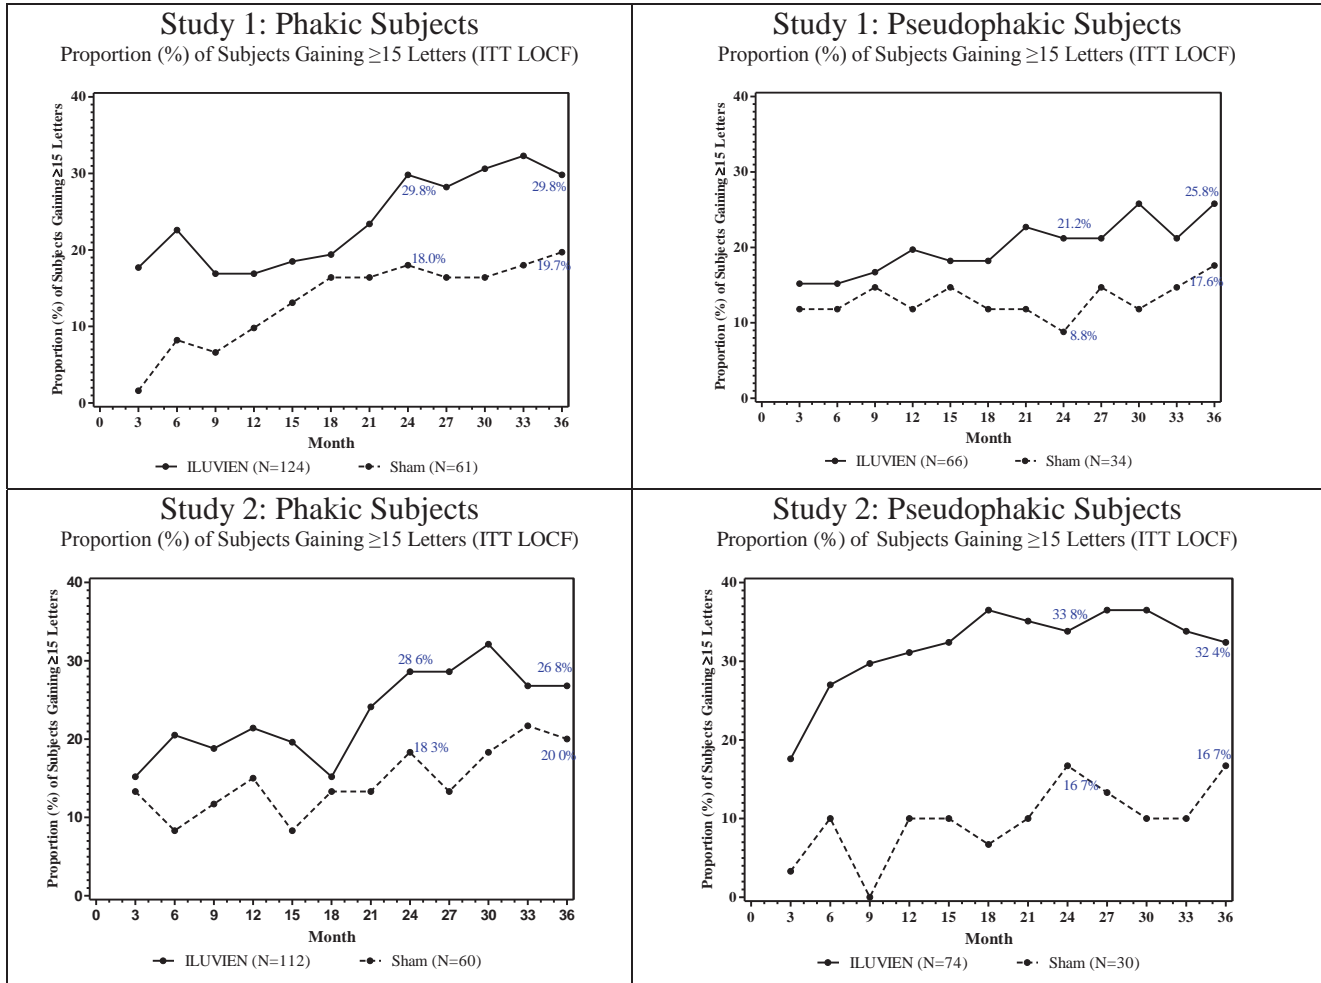 Study 1: Phakic Subjects
Proportion (%) of Subjects Gaining ≥15 Letters (ITT LOCF)
Proportion (%) of Subjects Gaining ≥15 Letters
40
30
20
10
0
29.8%
29.8%
18.0%
19.7%
0 3 6 9 12 15 18 21 24 27 30 33 36
Month
ILUVIEN (N=124) Sham (N=61)
Study 1: Pseudophakic Subjects
Proportion (%) of Subjects Gaining ≥15 Letters (ITT LOCF)
Proportion (%) of Subjects Gaining ≥15 Letters
40
30
20
10
0
25.8%
21.2%
17.6%
8.8%
0 3 6 9 12 15 18 21 24 27 30 33 36
Month
ILUVIEN (N=66) Sham (N=34)
Study 2: Phakic Subjects
Proportion (%) of Subjects Gaining ≥15 Letters (ITT LOCF)
Proportion (%) of Subjects Gaining ≥15 Letters
40
30
20
10
0
28 6%
26 8%
18 3%
20 0%
0 3 6 9 12 15 18 21 24 27 30 33 36
Month
ILUVIEN (N=112) Sham (N=60)
Study 2: Pseudophakic Subjects
Proportion (%) of Subjects Gaining ≥15 Letters (ITT LOCF)
Proportion (%) of Subjects Gaining ≥15 Letters
40
30
20
10
0
33 8%
32 4%
16 7%
16 7%
0 3 6 9 12 15 18 21 24 27 30 33 36
Month
ILUVIEN (N=74) Sham (N=30)